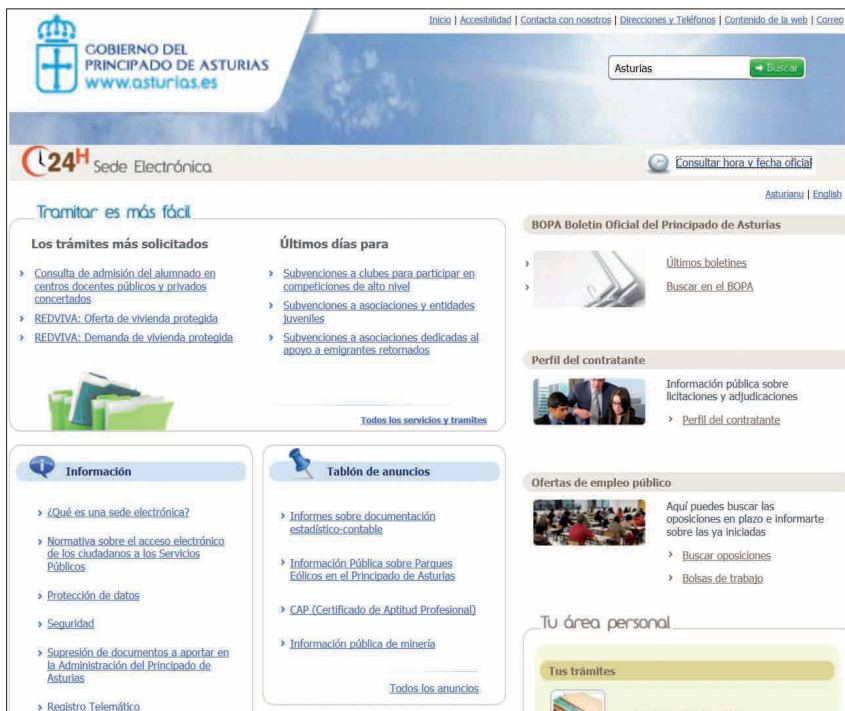 Inicio | Accesibilidad | Contacta con nosotros | Direcciones y Teléfonos | Contenido de la web | Correo
GOBIERNO DEL
PRINCIPADO DE ASTURIAS
www.asturias.es
Asturias
Buscar
24H Sede Electrónica
Consultar hora y fecha oficial
Asturianu | English
Tramitar es más fácil
Los trámites más solicitados
Consulta de admisión del alumnado en
centros docentes públicos y privados
concertados
REDVIVA: Oferta de vivienda protegida
REDVIVA: Demanda de vivienda protegida
Últimos días para
Subvenciones a clubes para participar en
competiciones de alto nivel
Subvenciones a asociaciones y entidades
juveniles
Subvenciones a asociaciones dedicadas al
apoyo a emigrantes retornados
Todos los servicios y tramites
BOPA Boletín Oficial del Principado de Asturias
Últimos boletines
Buscar en el BOPA
Perfil del contratante
Información pública sobre
licitaciones y adjudicaciones
Perfil del contratante
Información
¿Qué es una sede electrónica?
Normativa sobre el acceso electrónico
de los ciudadanos a los Servicios
Públicos
Protección de datos
Seguridad
Supresión de documentos a aportar en
la Administración del Principado de
Asturias
Registro Telemático
Tablón de anuncios
Informes sobre documentación
estadístico-contable
Información Pública sobre Parques
Eólicos en el Principado de Asturias
CAP (Certificado de Aptitud Profesional)
Información pública de minería
Todos los anuncios
Ofertas de empleo público
Aquí puedes buscar las
oposiciones en plazo e informarte
sobre las ya iniciadas
Buscar oposiciones
Bolsas de trabajo
Tu área personal
Tus trámites